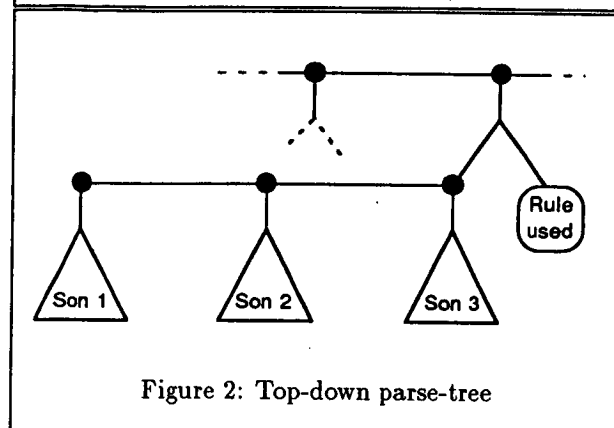 Rule
used
Son 1
Son 2
Son 3
Figure 2: Top-down parse-tree